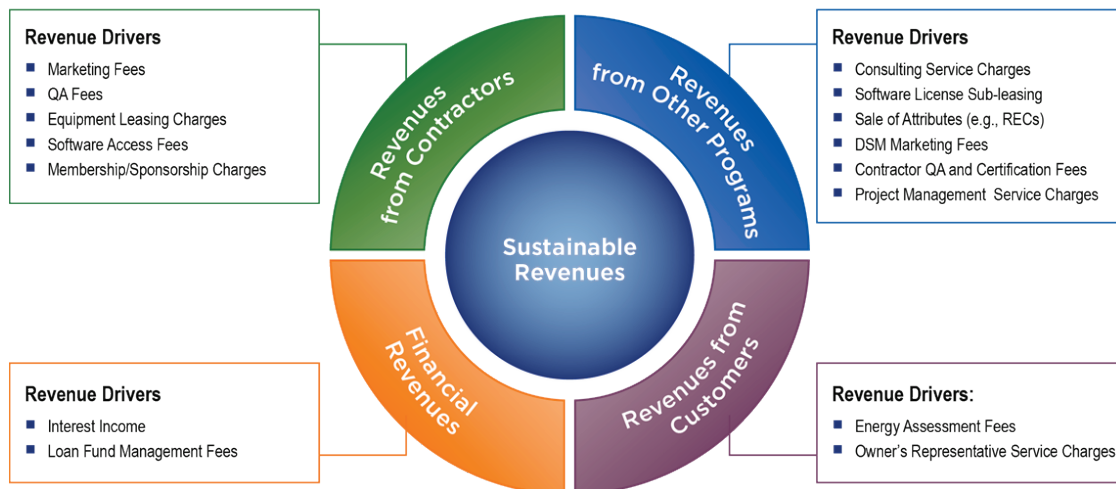 Revenue Drivers
Marketing Fees
QA Fees
Equipment Leasing Charges
Software Access Fees
Membership/Sponsorship Charges
Revenues
from Contractors
Revenues
from Other Programs
Revenue Drivers
Consulting Service Charges
Software License Sub-leasing
Sale of Attributes (e.g., RECs)
DSM Marketing Fees
Contractor QA and Certification Fees
Project Management Service Charges
Sustainable
Revenues
Revenue Drivers
Interest Income
Loan Fund Management Fees
Financial
Revenues
Revenues from
Customers
Revenue Drivers:
Energy Assessment Fees
Owner's Representative Service Charges